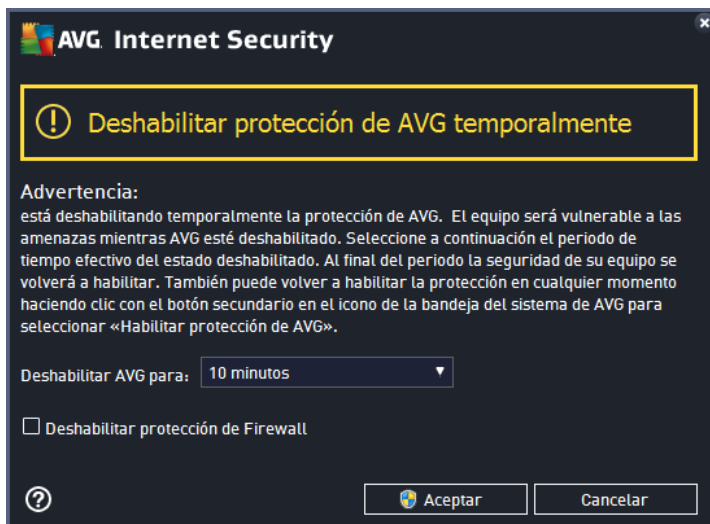 AVG Internet Security
Deshabilitar protección de AVG temporalmente
Advertencia:
está deshabilitando temporalmente la protección de AVG. El equipo será vulnerable a las
amenazas mientras AVG esté deshabilitado. Seleccione a continuación el periodo de
tiempo efectivo del estado deshabilitado. Al final del periodo la seguridad de su equipo se
volverá a habilitar. También puede volver a habilitar la protección en cualquier momento
haciendo clic con el botón secundario en el icono de la bandeja del sistema de AVG para
seleccionar «Habilitar protección de AVG».
Deshabilitar AVG para: 10 minutos
Deshabilitar protección de Firewall
Aceptar Cancelar